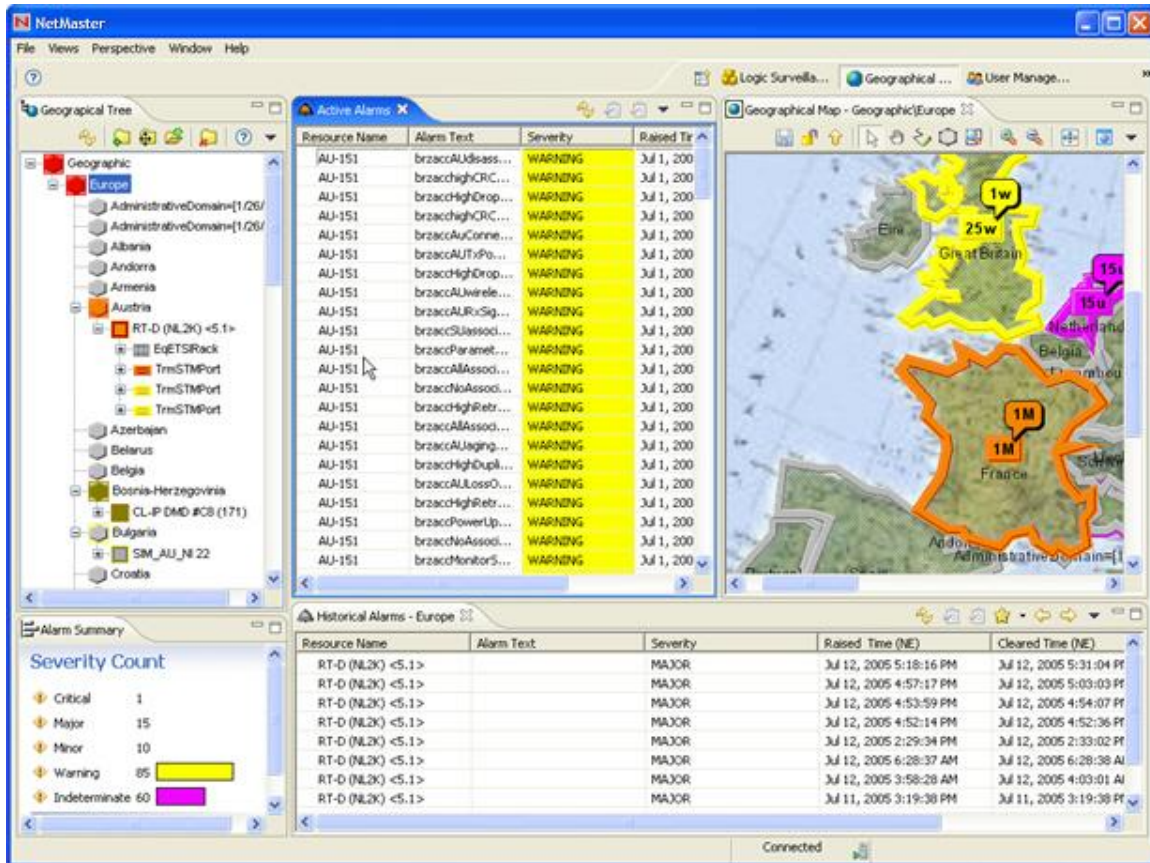 NetMaster
File Views Perspective Window Help
Logic Surveilla... Geographical ... User Manage...
Geograpical Tree
Geographic
Europe
AdministrativeDomain=[1/26/
AdministrativeDomain=[1/26/
Albania
Andorra
Armenia
Austria
RT-D (NL2K) <5.1>
EqETSIRack
TrmSTMPort
TrmSTMPort
TrmSTMPort
Azerbajan
Belarus
Belgia
Bosnia-Herzegovinia
CL-IP DMD #C8 (171)
Bulgaria
SIM_AU_NI 22
Croatia
Active Alarms
Resource Name Alarm Text Severity Raised Tir
AU-151 brzaccAUdisass... WARNING Jul 1, 200
AU-151 brzacchighCRC... WARNING Jul 1, 200
AU-151 brzaccHighDrop... WARNING Jul 1, 200
AU-151 brzacchighCRC... WARNING Jul 1, 200
AU-151 brzaccAuConne... WARNING Jul 1, 200
AU-151 brzaccAUTxPo... WARNING Jul 1, 200
AU-151 brzaccHighDrop... WARNING Jul 1, 200
AU-151 brzaccAUwirele... WARNING Jul 1, 200
AU-151 brzaccAURxSig... WARNING Jul 1, 200
AU-151 brzaccSUassoci... WARNING Jul 1, 200
AU-151 brzaccParamet... WARNING Jul 1, 200
AU-151 brzaccAllAssoci... WARNING Jul 1, 200
AU-151 brzaccNoAssoci... WARNING Jul 1, 200
AU-151 brzaccHighRetr... WARNING Jul 1, 200
AU-151 brzaccAllAssoci... WARNING Jul 1, 200
AU-151 brzaccAUaging... WARNING Jul 1, 200
AU-151 brzaccHighDupli... WARNING Jul 1, 200
AU-151 brzaccAULossO... WARNING Jul 1, 200
AU-151 brzaccHighRetr... WARNING Jul 1, 200
AU-151 brzaccPowerUp... WARNING Jul 1, 200
AU-151 brzaccNoAssoci... WARNING Jul 1, 200
AU-151 brzaccMonitorS... WARNING Jul 1, 200
Geographical Map - Geographic\Europe
1w
25w
Eini
Great Britain
15u
15u
Netherland
Belgia
1M
1M
France
Andor
AdministrativeDomain=[1
Alarm Summary
Severity Count
Critical 1
Major 15
Minor 10
Warning 85
Indeterminate 60
Historical Alarms - Europe
Resource Name Alarm Text Severity Raised Time (NE) Cleared Time (NE)
RT-D (NL2K) <5.1> MAJOR Jul 12, 2005 5:18:16 PM Jul 12, 2005 5:31:04 PM
RT-D (NL2K) <5.1> MAJOR Jul 12, 2005 4:57:17 PM Jul 12, 2005 5:03:03 PM
RT-D (NL2K) <5.1> MAJOR Jul 12, 2005 4:53:59 PM Jul 12, 2005 4:54:07 PM
RT-D (NL2K) <5.1> MAJOR Jul 12, 2005 4:52:14 PM Jul 12, 2005 4:52:36 PM
RT-D (NL2K) <5.1> MAJOR Jul 12, 2005 2:29:34 PM Jul 12, 2005 2:33:02 PM
RT-D (NL2K) <5.1> MAJOR Jul 12, 2005 6:28:37 AM Jul 12, 2005 6:28:38 AM
RT-D (NL2K) <5.1> MAJOR Jul 12, 2005 3:58:28 AM Jul 12, 2005 4:03:01 AM
RT-D (NL2K) <5.1> MAJOR Jul 11, 2005 3:19:38 PM Jul 11, 2005 3:19:38 PM
Connected